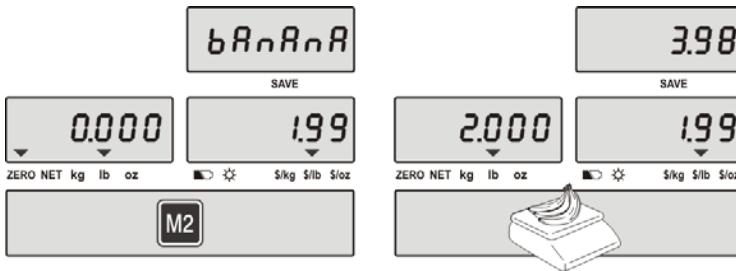 bAnAnA
SAVE
0.000
1.99
ZERO NET kg lb oz
$/kg $/lb $/oz
M2
3.98
SAVE
2.000
1.99
ZERO NET kg lb oz
$/kg $/lb $/oz